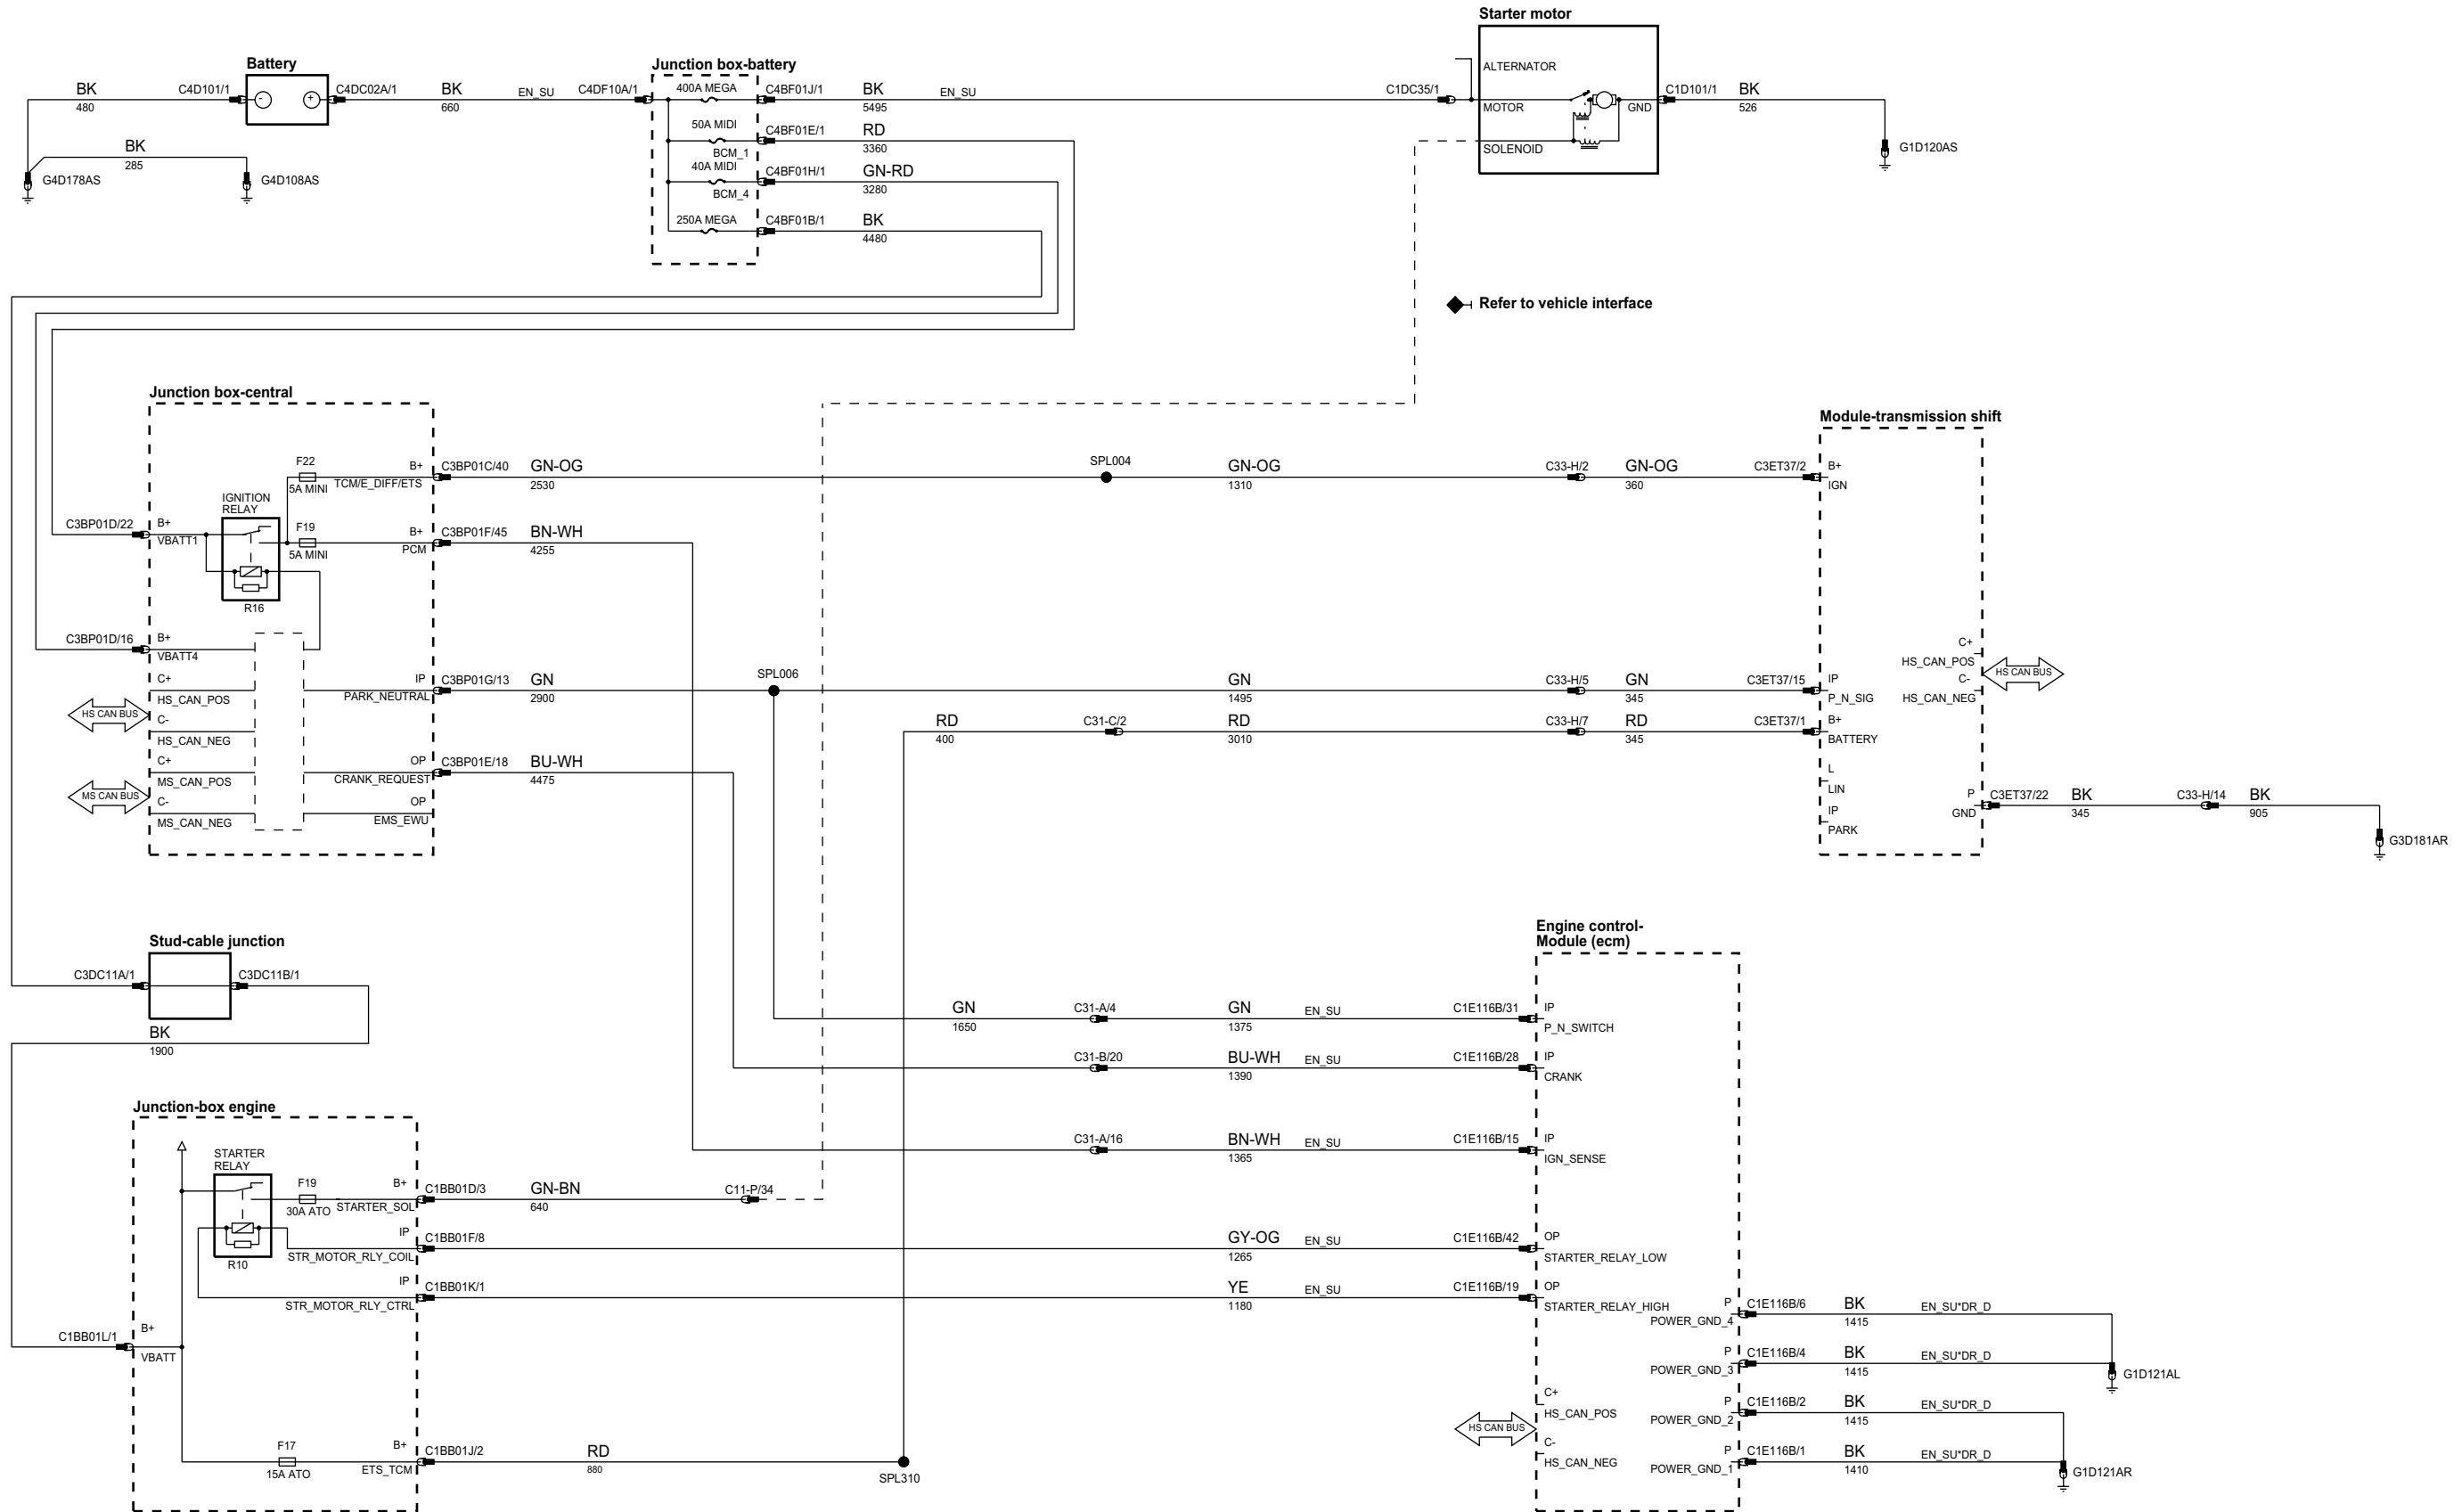 Starter motor
Battery
Junction box-battery
BK
480
C4D101/1
-
+
C4DC02A/1
BK
660
EN_SU
C4DF10A/1
400A MEGA
C4BF01J/1
BK
5495
EN_SU
C1DC35/1
ALTERNATOR
MOTOR
GND
SOLENOID
C1D101/1
BK
526
G1D120AS
BK
285
G4D178AS
G4D108AS
50A MIDI
BCM_1
C4BF01E/1
RD
3360
40A MIDI
BCM_4
C4BF01H/1
GN-RD
3280
250A MEGA
C4BF01B/1
BK
4480
Refer to vehicle interface
Junction box-central
Module-transmission shift
F22
5A MINI
B+
TCM/E_DIFF/ETS
C3BP01C/40
GN-OG
2530
SPL004
GN-OG
1310
C33-H/2
GN-OG
360
C3ET37/2
B+
IGN
IGNITION
RELAY
C3BP01D/22
B+
VBATT1
F19
5A MINI
B+
PCM
C3BP01F/45
BN-WH
4255
R16
C3BP01D/16
B+
VBATT4
C+
HS_CAN_POS
HS CAN BUS
C-
HS_CAN_NEG
C+
MS_CAN_POS
MS CAN BUS
C-
MS_CAN_NEG
IP
PARK_NEUTRAL
C3BP01G/13
GN
2900
SPL006
GN
1495
C33-H/5
GN
345
C3ET37/15
IP
P_N_SIG
C+
HS_CAN_POS
C-
HS_CAN_NEG
HS CAN BUS
RD
400
C31-C/2
RD
3010
C33-H/7
RD
345
C3ET37/1
B+
BATTERY
OP
CRANK_REQUEST
C3BP01E/18
BU-WH
4475
OP
EMS_EWU
L
LIN
IP
PARK
P
GND
C3ET37/22
BK
345
C33-H/14
BK
905
G3D181AR
Stud-cable junction
C3DC11A/1
C3DC11B/1
BK
1900
Engine control-
Module (ecm)
GN
1650
C31-A/4
GN
1375
EN_SU
C1E116B/31
IP
P_N_SWITCH
C31-B/20
BU-WH
1390
EN_SU
C1E116B/28
IP
CRANK
C31-A/16
BN-WH
1365
EN_SU
C1E116B/15
IP
IGN_SENSE
Junction-box engine
STARTER
RELAY
F19
30A ATO
B+
STARTER_SOL
C1BB01D/3
GN-BN
640
C11-P/34
IP
STR_MOTOR_RLY_COIL
C1BB01F/8
GY-OG
1265
EN_SU
C1E116B/42
OP
STARTER_RELAY_LOW
R10
IP
STR_MOTOR_RLY_CTRL
C1BB01K/1
YE
1180
EN_SU
C1E116B/19
OP
STARTER_RELAY_HIGH
C1BB01L/1
B+
VBATT
P
POWER_GND_4
C1E116B/6
BK
1415
EN_SU*DR_D
P
POWER_GND_3
C1E116B/4
BK
1415
EN_SU*DR_D
G1D121AL
C+
HS_CAN_POS
HS CAN BUS
C-
HS_CAN_NEG
P
POWER_GND_2
C1E116B/2
BK
1415
EN_SU*DR_D
P
POWER_GND_1
C1E116B/1
BK
1410
EN_SU*DR_D
G1D121AR
F17
15A ATO
B+
ETS_TCM
C1BB01J/2
RD
880
SPL310